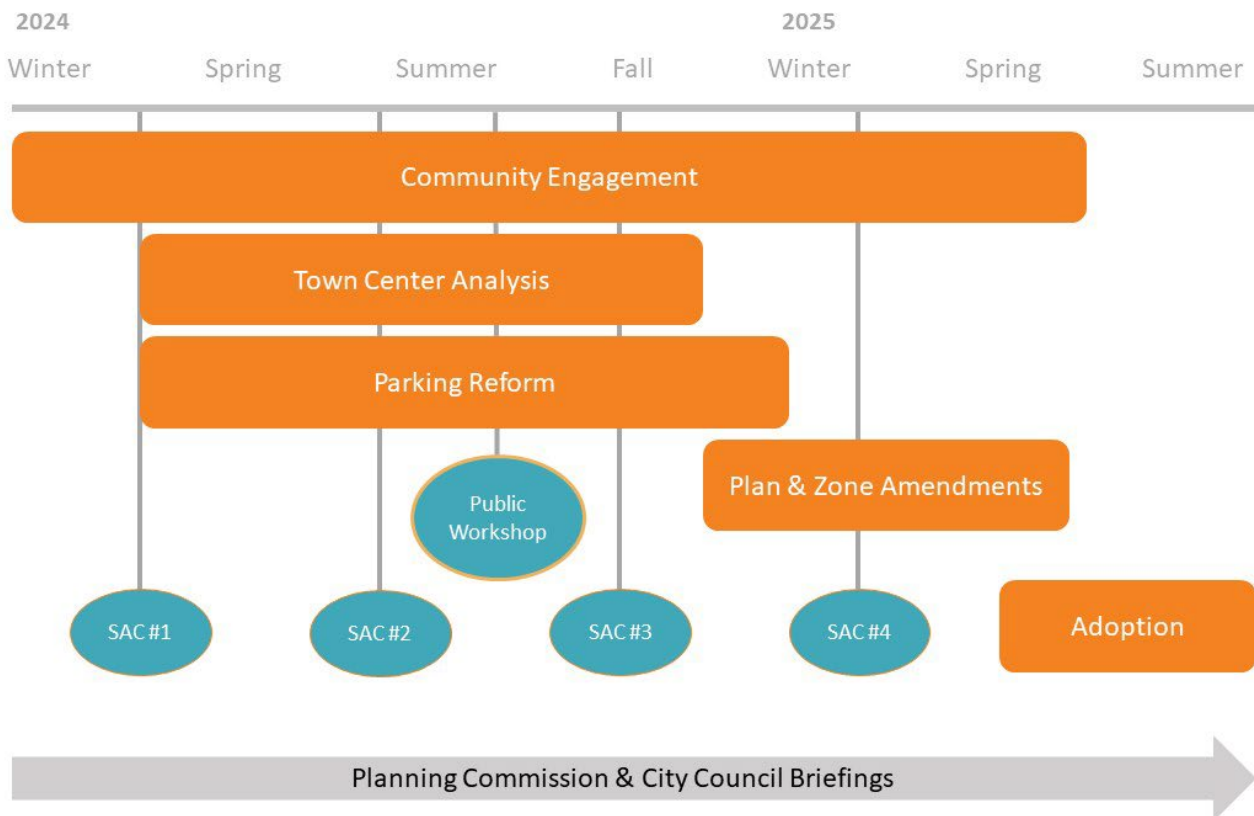 2024 2025
Winter Spring Summer Fall Winter Spring Summer
Community Engagement
Town Center Analysis
Parking Reform
Plan & Zone Amendments
Public
Workshop
SAC #1 SAC #2 SAC #3 SAC #4 Adoption
Planning Commission & City Council Briefings